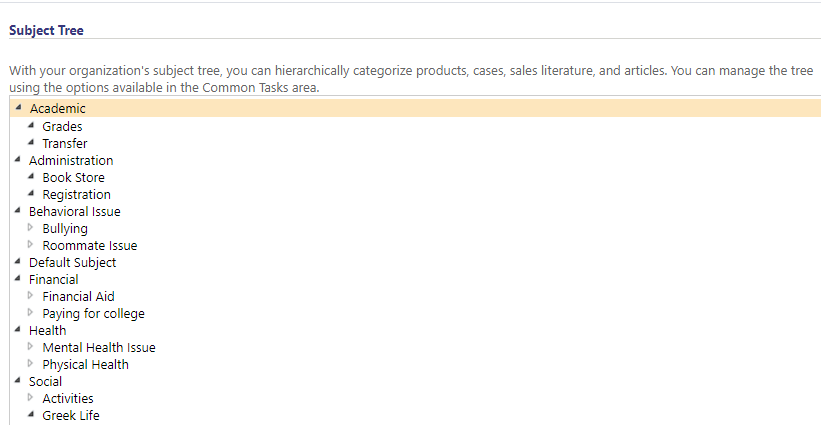 Subject Tree
With your organization's subject tree, you can hierarchically categorize products, cases, sales literature, and articles. You can manage the tree
using the options available in the Common Tasks area.
Academic
Grades
Transfer
Administration
Book Store
Registration
Behavioral Issue
Bullying
Roommate Issue
Default Subject
Financial
Financial Aid
Paying for college
Health
Mental Health Issue
Physical Health
Social
Activities
Greek Life